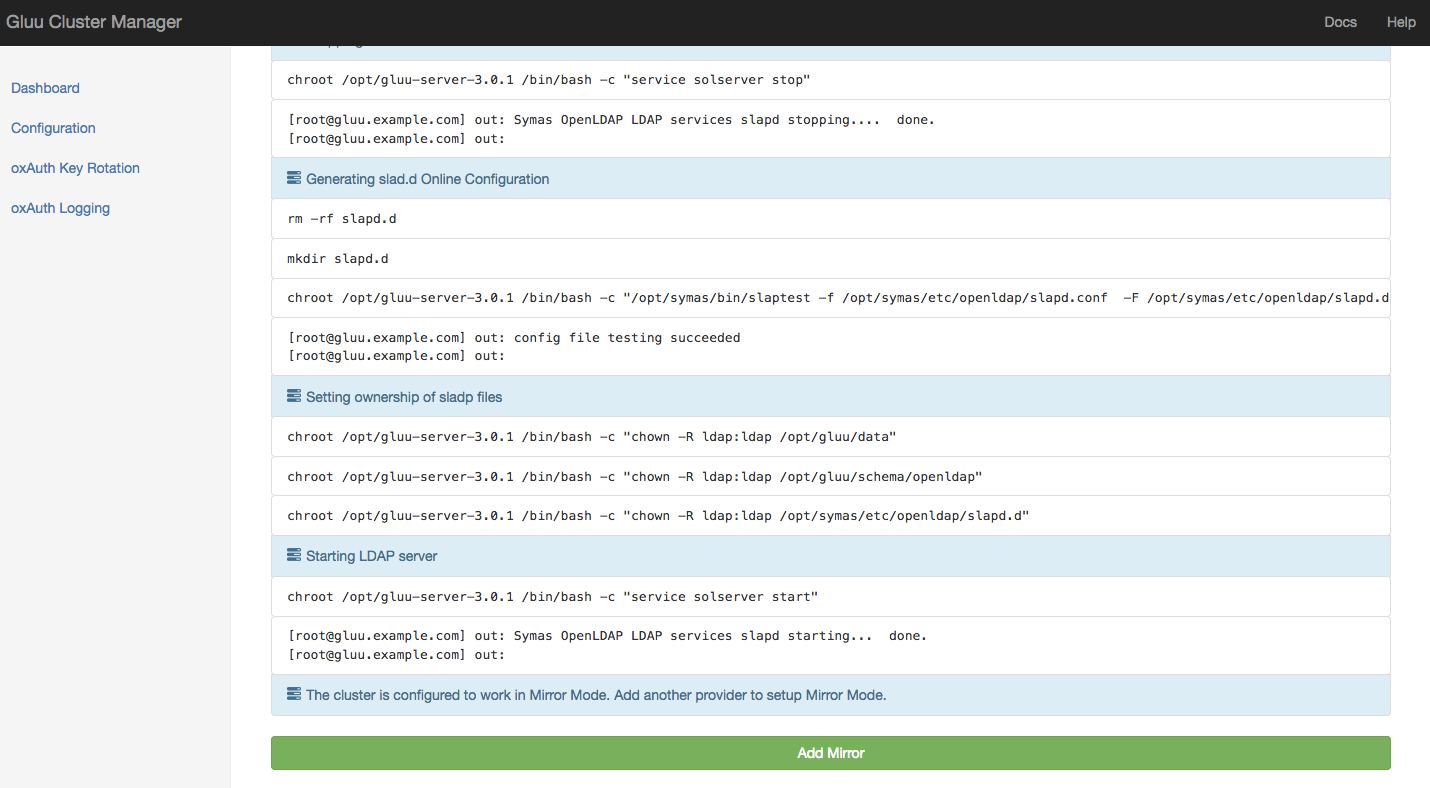 Gluu Cluster Manager
Docs
Help
Dashboard
Configuration
oxAuth Key Rotation
oxAuth Logging
chroot /opt/gluu-server-3.0.1 /bin/bash -c "service solserver stop"
[root@gluu.example.com] out: Symas OpenLDAP LDAP services slapd stopping....  done.
[root@gluu.example.com] out:
Generating slad.d Online Configuration
rm -rf slapd.d
mkdir slapd.d
chroot /opt/gluu-server-3.0.1 /bin/bash -c "/opt/symas/bin/slaptest -f /opt/symas/etc/openldap/slapd.conf  -F /opt/symas/etc/openldap/slapd.d
[root@gluu.example.com] out: config file testing succeeded
[root@gluu.example.com] out:
Setting ownership of sladp files
chroot /opt/gluu-server-3.0.1 /bin/bash -c "chown -R ldap:ldap /opt/gluu/data"
chroot /opt/gluu-server-3.0.1 /bin/bash -c "chown -R ldap:ldap /opt/gluu/schema/openldap"
chroot /opt/gluu-server-3.0.1 /bin/bash -c "chown -R ldap:ldap /opt/symas/etc/openldap/slapd.d"
Starting LDAP server
chroot /opt/gluu-server-3.0.1 /bin/bash -c "service solserver start"
[root@gluu.example.com] out: Symas OpenLDAP LDAP services slapd starting...  done.
[root@gluu.example.com] out:
The cluster is configured to work in Mirror Mode. Add another provider to setup Mirror Mode.
Add Mirror